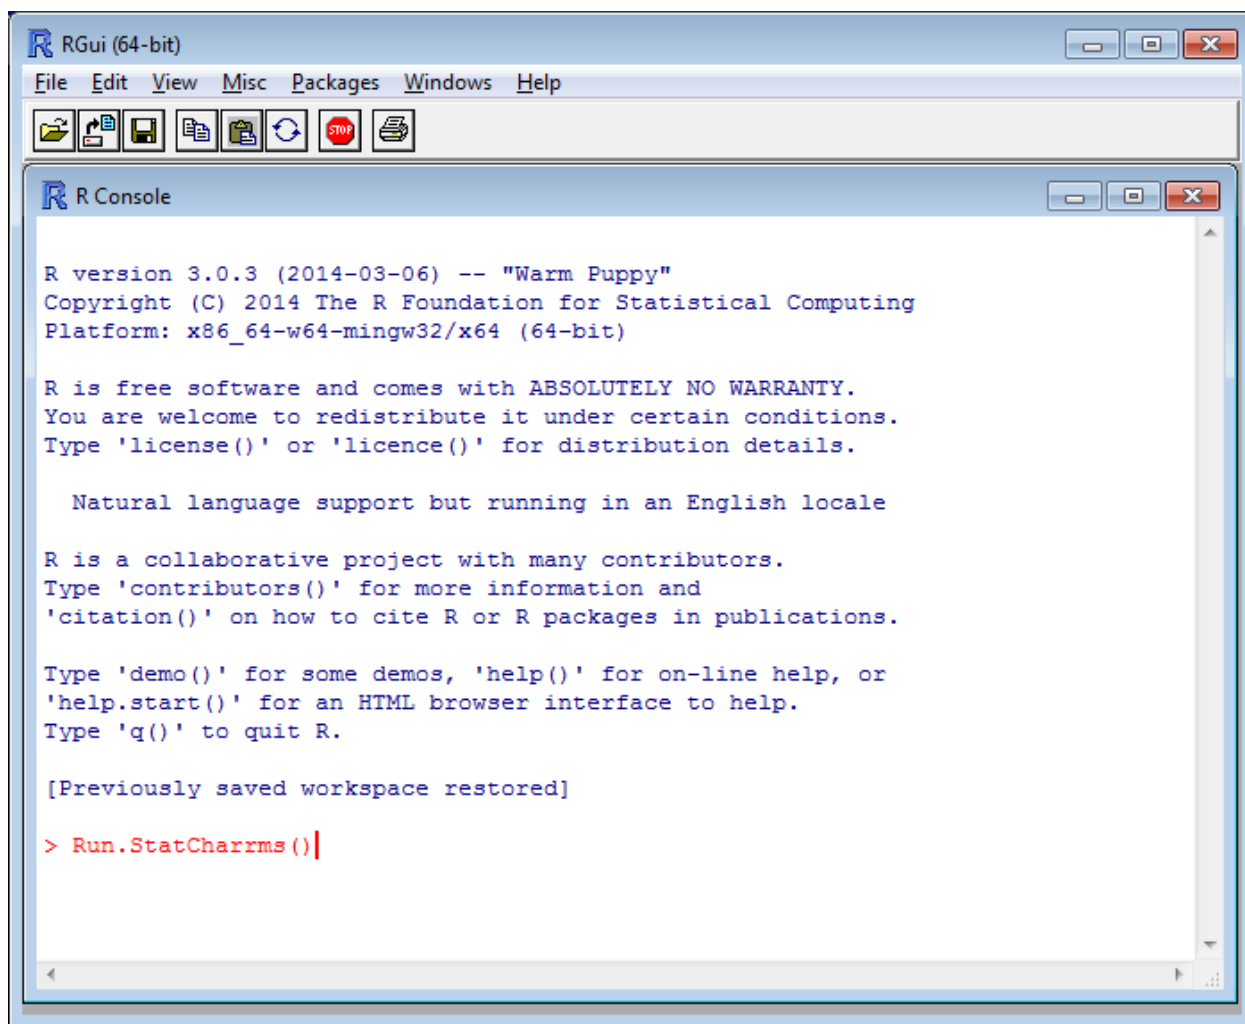 RGui (64-bit)
File Edit View Misc Packages Windows Help
STOP
R Console
R version 3.0.3 (2014-03-06) -- "Warm Puppy"
Copyright (C) 2014 The R Foundation for Statistical Computing
Platform: x86_64-w64-mingw32/x64 (64-bit)
R is free software and comes with ABSOLUTELY NO WARRANTY.
You are welcome to redistribute it under certain conditions.
Type 'license()' or 'licence()' for distribution details.
Natural language support but running in an English locale
R is a collaborative project with many contributors.
Type 'contributors()' for more information and
'citation()' on how to cite R or R packages in publications.
Type 'demo()' for some demos, 'help()' for on-line help, or
'help.start()' for an HTML browser interface to help.
Type 'q()' to quit R.
[Previously saved workspace restored]
> Run.StatCharrms()